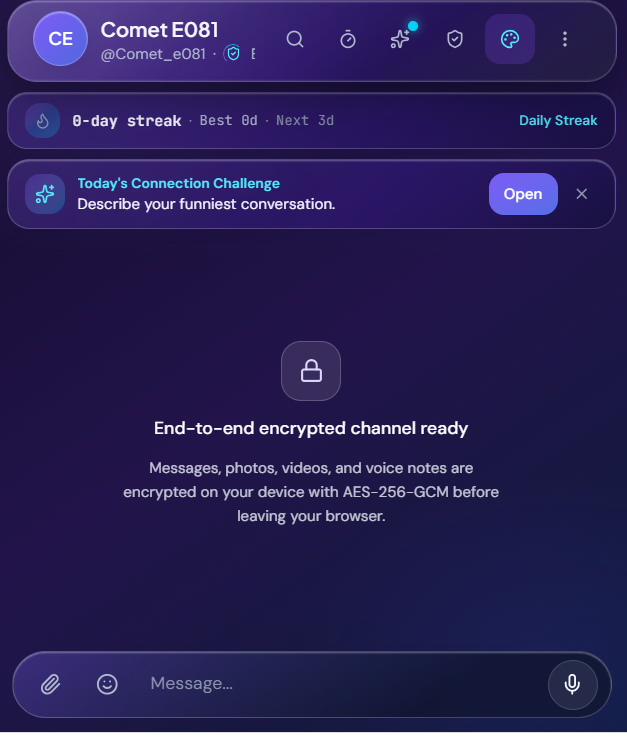 CE
Comet E081
@Comet_e081 ·
0-day streak · Best 0d · Next 3d
Daily Streak
Today's Connection Challenge
Describe your funniest conversation.
Open
End-to-end encrypted channel ready
Messages, photos, videos, and voice notes are
encrypted on your device with AES-256-GCM before
leaving your browser.
Message...